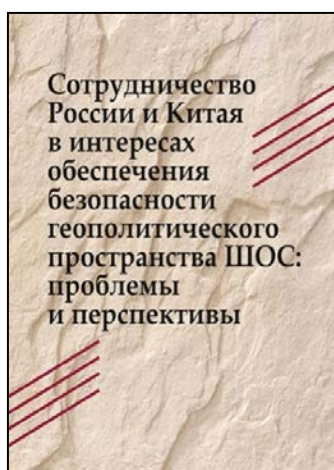 Сотрудничество
России и Китая
в интересах
обеспечения
безопасности
геополитического
пространства ШОС:
проблемы
и перспективы